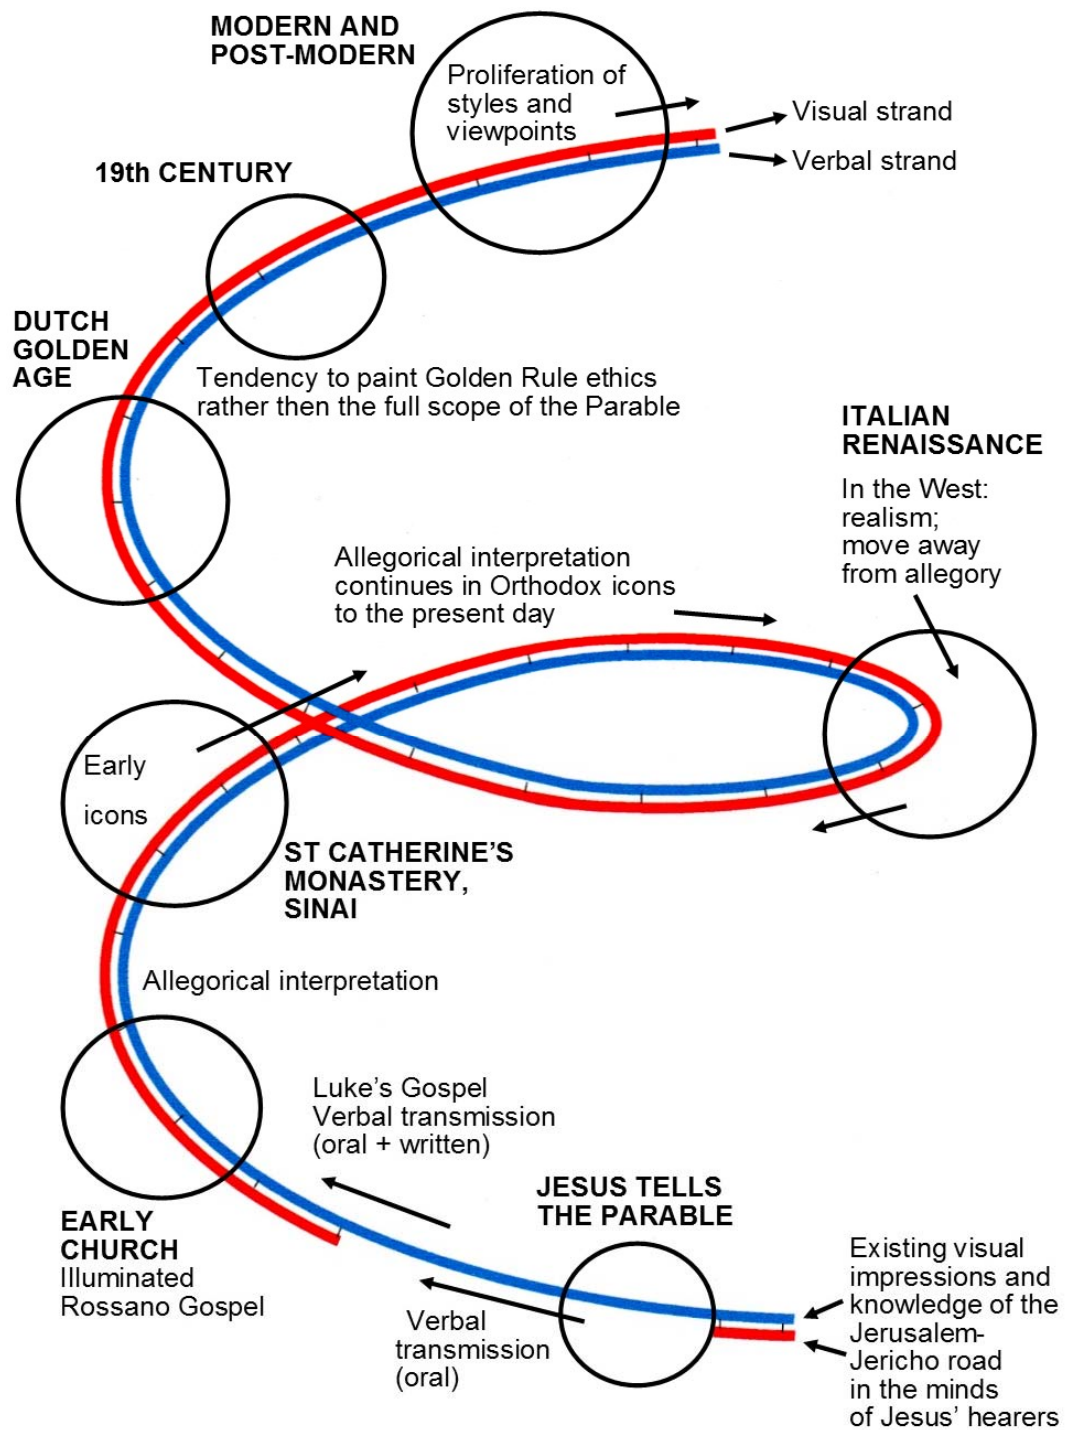 MODERN AND
POST-MODERN
Proliferation of
styles and
viewpoints
Visual strand
Verbal strand
19th CENTURY
DUTCH
GOLDEN
AGE
Tendency to paint Golden Rule ethics
rather then the full scope of the Parable
ITALIAN
RENAISSANCE
In the West:
realism;
move away
from allegory
Allegorical interpretation
continues in Orthodox icons
to the present day
Early
icons
ST CATHERINE’S
MONASTERY,
SINAI
Allegorical interpretation
Luke’s Gospel
Verbal transmission
(oral + written)
EARLY
CHURCH
Illuminated
Rossano Gospel
JESUS TELLS
THE PARABLE
Verbal
transmission
(oral)
Existing visual
impressions and
knowledge of the
Jerusalem-
Jericho road
in the minds
of Jesus’ hearers